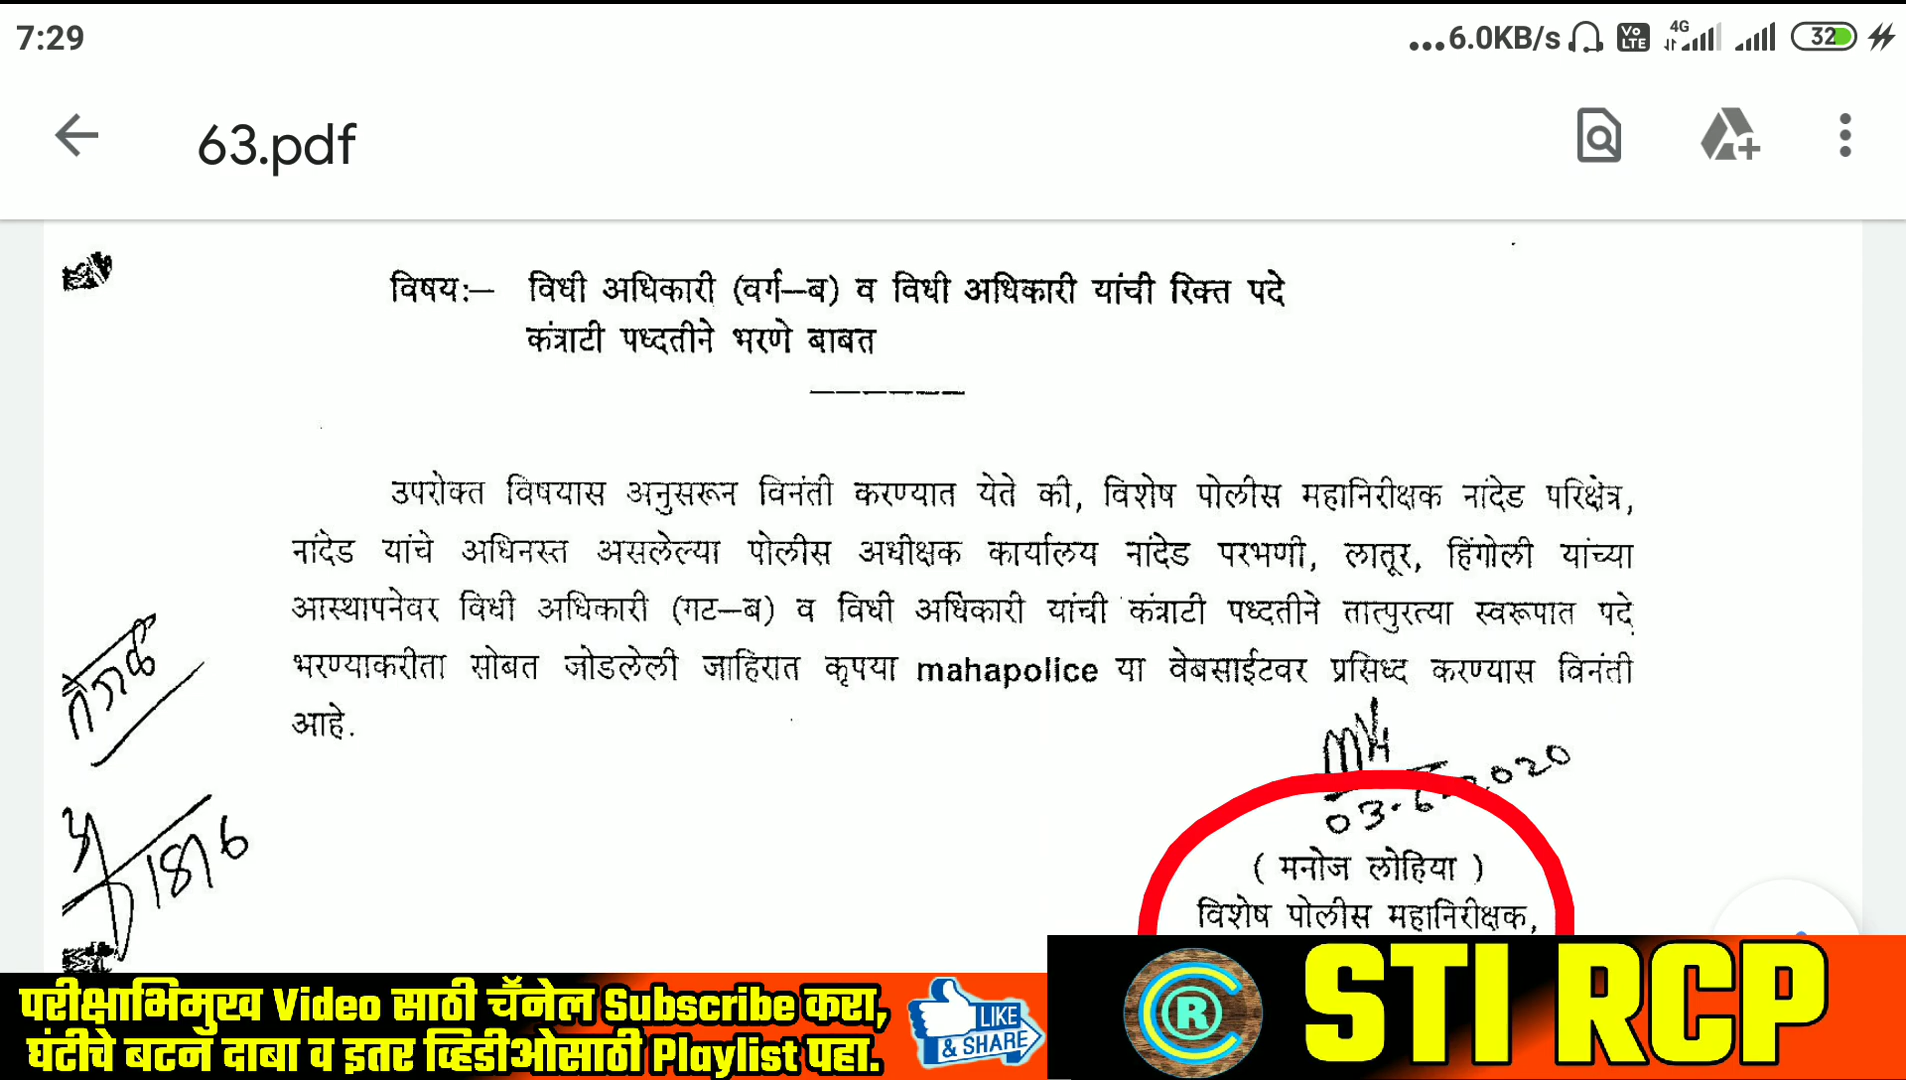 7:29
...6.0KB/s Vo LTE 4G 32
63.pdf
विषय:— विधी अधिकारी (वर्ग—ब) व विधी अधिकारी यांची रिक्त पदे
कंत्राटी पध्दतीने भरणे बाबत
उपरोक्त विषयास अनुसरून विनंती करण्यात येते की, विशेष पोलीस महानिरीक्षक नांदेड परिक्षेत्र,
नांदेड यांचे अधिनस्त असलेल्या पोलीस अधीक्षक कार्यालय नांदेड परभणी, लातूर, हिंगोली यांच्या
आस्थापनेवर विधी अधिकारी (गट—ब) व विधी अधिकारी यांची कंत्राटी पध्दतीने तात्पुरत्या स्वरूपात पदे
भरण्याकरीता सोबत जोडलेली जाहिरात कृपया mahapolice या वेबसाईटवर प्रसिध्द करण्यास विनंती
आहे.
( मनोज लोहिया )
विशेष पोलीस महानिरीक्षक,
परीक्षाभिमुख Video साठी चॅनेल Subscribe करा,
घंटीचे बटन दाबा व इतर व्हिडीओसाठी Playlist पहा.
LIKE
& SHARE
R
STI RCP